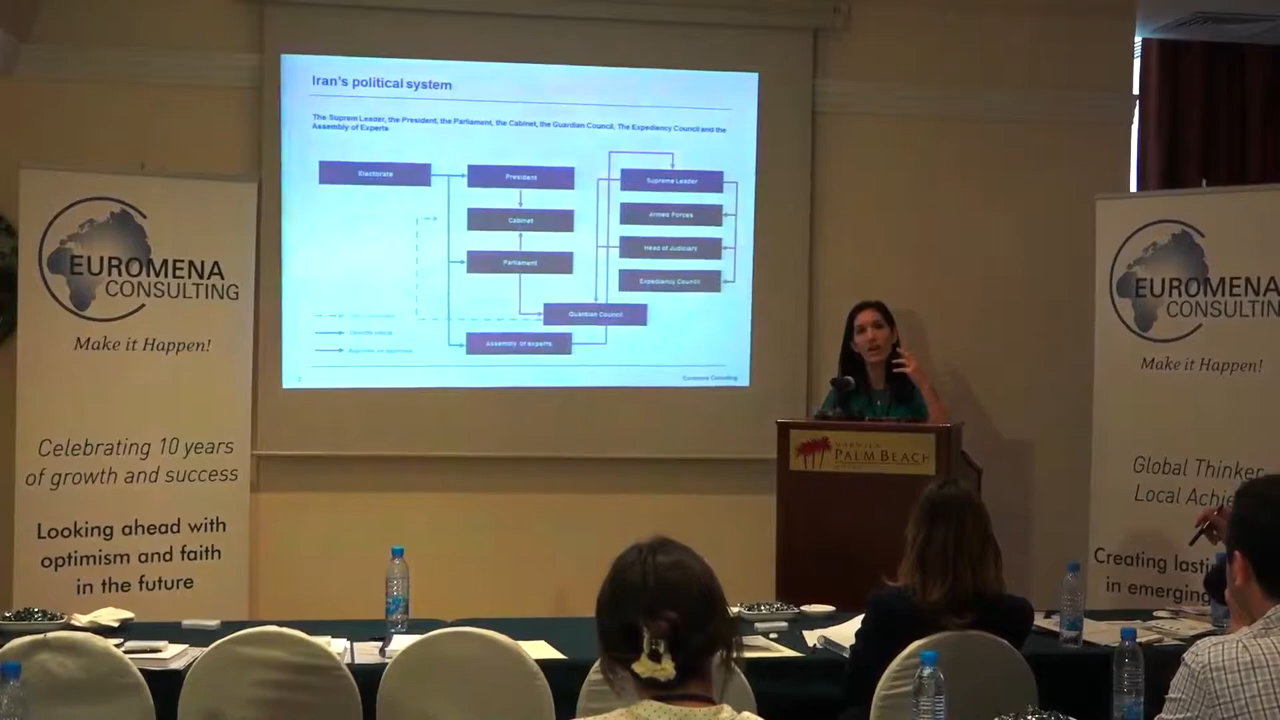 Iran's political system
The Suprem Leader, the President, the Parliament, the Cabinet, the Guardian Council, The Expediency Council and the
Assembly of Experts
Electorate
President
Supreme Leader
Cabinet
Armed Forces
Parliament
Head of Judiciary
Expediency Council
Guardian Council
Assembly of experts
Euromena Consulting
EUROMENA
CONSULTING
Make it Happen!
Celebrating 10 years
of growth and success
Looking ahead with
optimism and faith
in the future
PALM BEACH
EUROMENA
CONSULTIN
Make it Happen!
Global Thinker
Local Achie
Creating lasti
in emerging